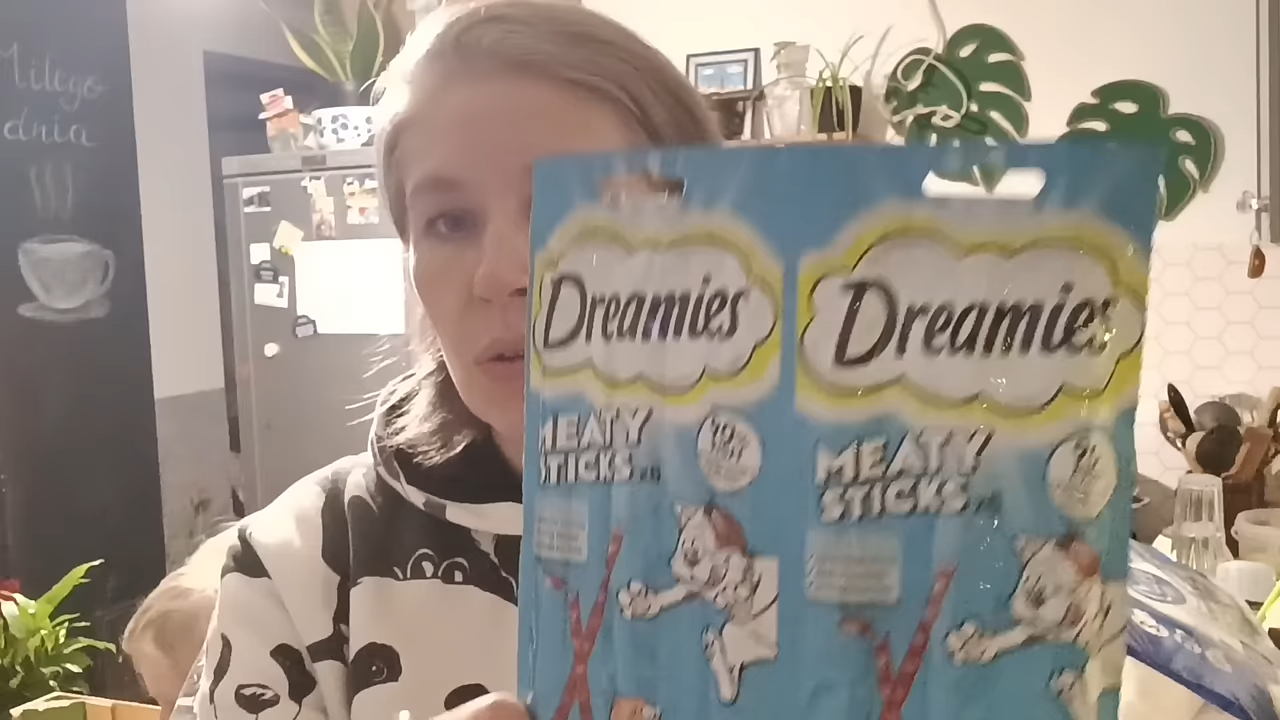 Miłego
dnia
Dreamies
MEATY
STICKS
Dreamies
MEATY
STICKS